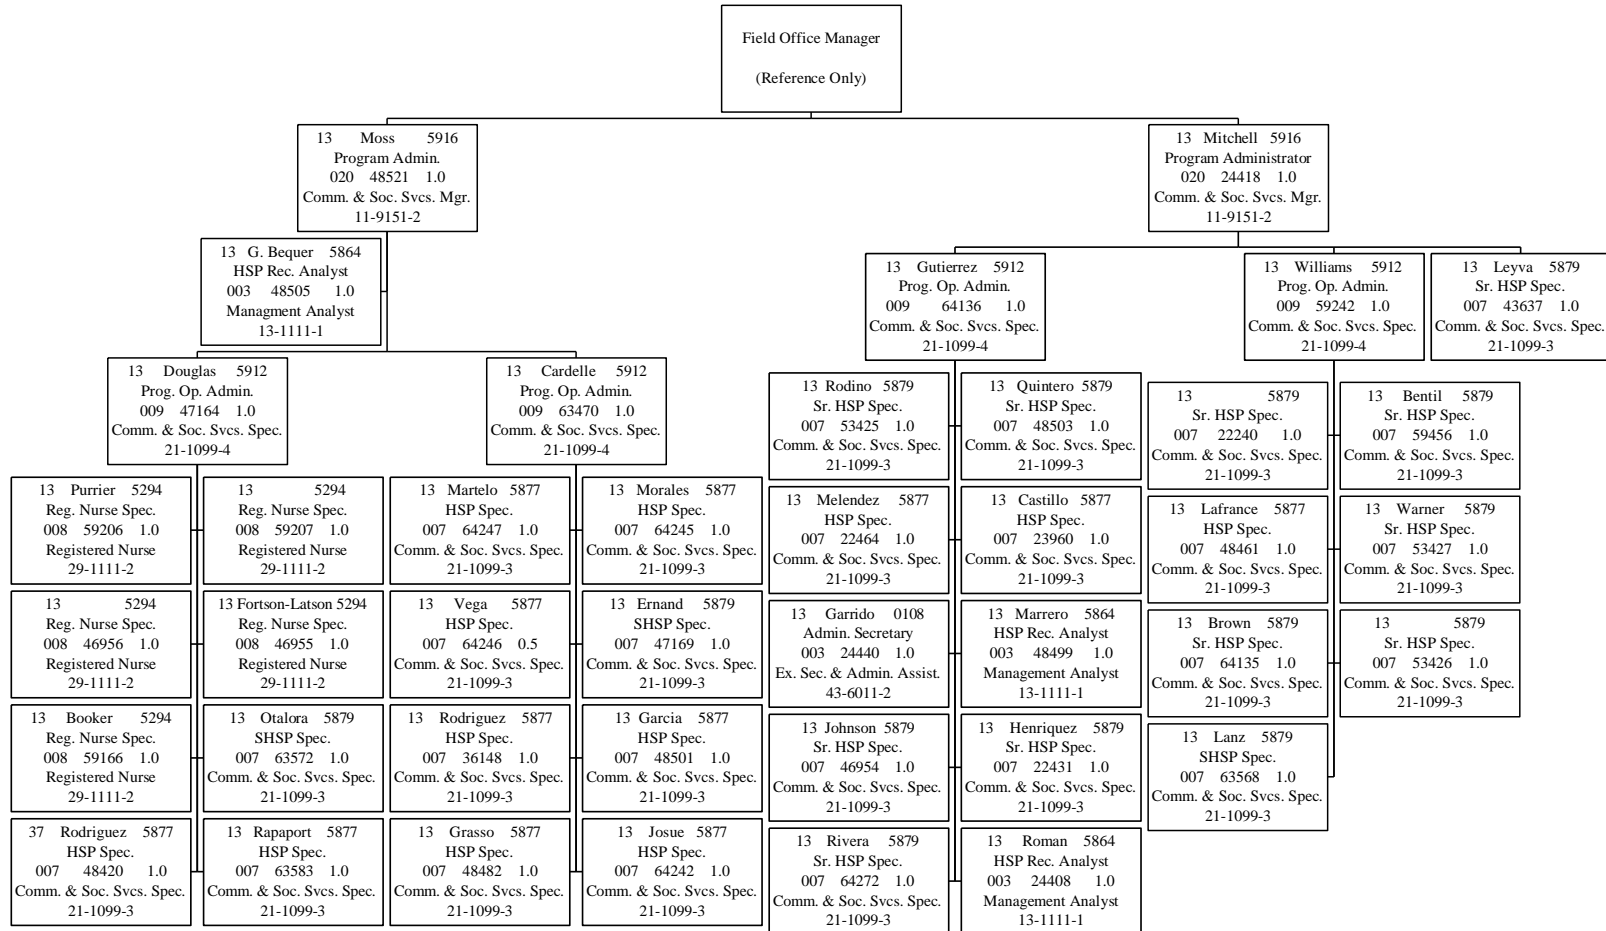 Field Office Manager
(Reference Only)
13 Moss 5916
Program Admin.
020 48521 1.0
Comm. & Soc. Svcs. Mgr.
11-9151-2
13 Mitchell 5916
Program Administrator
020 24418 1.0
Comm. & Soc. Svcs. Mgr.
11-9151-2
13 G. Bequer 5864
HSP Rec. Analyst
003 48505 1.0
Managment Analyst
13-1111-1
13 Gutierrez 5912
Prog. Op. Admin.
009 64136 1.0
Comm. & Soc. Svcs. Spec.
21-1099-4
13 Williams 5912
Prog. Op. Admin.
009 59242 1.0
Comm. & Soc. Svcs. Spec.
21-1099-4
13 Leyva 5879
Sr. HSP Spec.
007 43637 1.0
Comm. & Soc. Svcs. Spec.
21-1099-3
13 Douglas 5912
Prog. Op. Admin.
009 47164 1.0
Comm. & Soc. Svcs. Spec.
21-1099-4
13 Cardelle 5912
Prog. Op. Admin.
009 63470 1.0
Comm. & Soc. Svcs. Spec.
21-1099-4
13 Purrier 5294
Reg. Nurse Spec.
008 59206 1.0
Registered Nurse
29-1111-2
13 5294
Reg. Nurse Spec.
008 59207 1.0
Registered Nurse
29-1111-2
13 5294
Reg. Nurse Spec.
008 46956 1.0
Registered Nurse
29-1111-2
13 Fortson-Latson 5294
Reg. Nurse Spec.
008 46955 1.0
Registered Nurse
29-1111-2
13 Booker 5294
Reg. Nurse Spec.
008 59166 1.0
Registered Nurse
29-1111-2
13 Otalora 5879
SHSP Spec.
007 63572 1.0
Comm. & Soc. Svcs. Spec.
21-1099-3
37 Rodriguez 5877
HSP Spec.
007 48420 1.0
Comm. & Soc. Svcs. Spec.
21-1099-3
13 Rapaport 5877
HSP Spec.
007 63583 1.0
Comm. & Soc. Svcs. Spec.
21-1099-3
13 Martelo 5877
HSP Spec.
007 64247 1.0
Comm. & Soc. Svcs. Spec.
21-1099-3
13 Morales 5877
HSP Spec.
007 64245 1.0
Comm. & Soc. Svcs. Spec.
21-1099-3
13 Vega 5877
HSP Spec.
007 64246 0.5
Comm. & Soc. Svcs. Spec.
21-1099-3
13 Ernand 5879
SHSP Spec.
007 47169 1.0
Comm. & Soc. Svcs. Spec.
21-1099-3
13 Rodriguez 5877
HSP Spec.
007 36148 1.0
Comm. & Soc. Svcs. Spec.
21-1099-3
13 Garcia 5877
HSP Spec.
007 48501 1.0
Comm. & Soc. Svcs. Spec.
21-1099-3
13 Grasso 5877
HSP Spec.
007 48482 1.0
Comm. & Soc. Svcs. Spec.
21-1099-3
13 Josue 5877
HSP Spec.
007 64242 1.0
Comm. & Soc. Svcs. Spec.
21-1099-3
13 Rodino 5879
Sr. HSP Spec.
007 53425 1.0
Comm. & Soc. Svcs. Spec.
21-1099-3
13 Quintero 5879
Sr. HSP Spec.
007 48503 1.0
Comm. & Soc. Svcs. Spec.
21-1099-3
13 Melendez 5877
HSP Spec.
007 22464 1.0
Comm. & Soc. Svcs. Spec.
21-1099-3
13 Castillo 5877
HSP Spec.
007 23960 1.0
Comm. & Soc. Svcs. Spec.
21-1099-3
13 Garrido 0108
Admin. Secretary
003 24440 1.0
Ex. Sec. & Admin. Assist.
43-6011-2
13 Marrero 5864
HSP Rec. Analyst
003 48499 1.0
Management Analyst
13-1111-1
13 Johnson 5879
Sr. HSP Spec.
007 46954 1.0
Comm. & Soc. Svcs. Spec.
21-1099-3
13 Henriquez 5879
Sr. HSP Spec.
007 22431 1.0
Comm. & Soc. Svcs. Spec.
21-1099-3
13 Rivera 5879
Sr. HSP Spec.
007 64272 1.0
Comm. & Soc. Svcs. Spec.
21-1099-3
13 Roman 5864
HSP Rec. Analyst
003 24408 1.0
Management Analyst
13-1111-1
13 5879
Sr. HSP Spec.
007 22240 1.0
Comm. & Soc. Svcs. Spec.
21-1099-3
13 Bentil 5879
Sr. HSP Spec.
007 59456 1.0
Comm. & Soc. Svcs. Spec.
21-1099-3
13 Lafrance 5877
HSP Spec.
007 48461 1.0
Comm. & Soc. Svcs. Spec.
21-1099-3
13 Warner 5879
Sr. HSP Spec.
007 53427 1.0
Comm. & Soc. Svcs. Spec.
21-1099-3
13 Brown 5879
Sr. HSP Spec.
007 64135 1.0
Comm. & Soc. Svcs. Spec.
21-1099-3
13 5879
Sr. HSP Spec.
007 53426 1.0
Comm. & Soc. Svcs. Spec.
21-1099-3
13 Lanz 5879
SHSP Spec.
007 63568 1.0
Comm. & Soc. Svcs. Spec.
21-1099-3